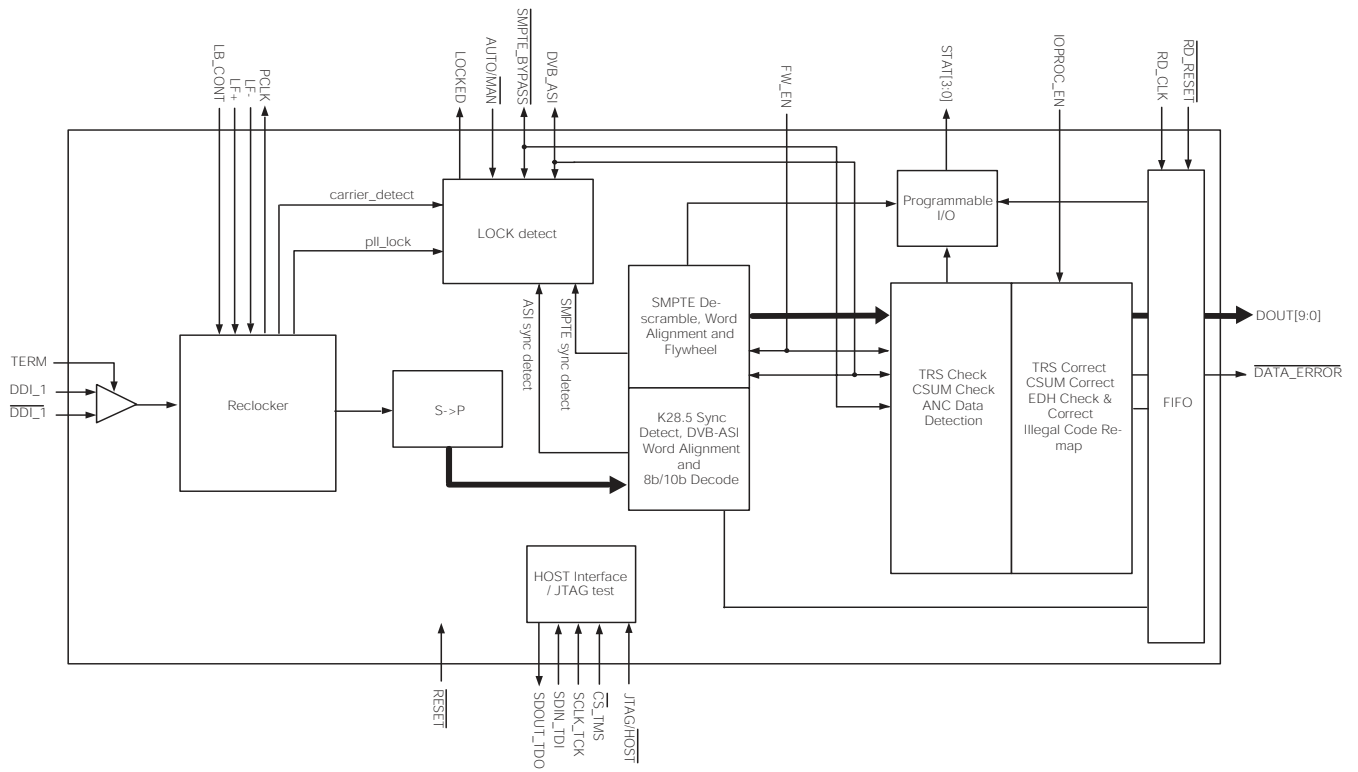 LB_CONT
LF+
LF-
PCLK
LOCKED
AUTO/MAN
SMPTE_BYPASS
DVB_ASI
FW_EN
STAT[3:0]
IOPROC_EN
RD_CLK
RD_RESET
carrier_detect
pll_lock
LOCK detect
Programmable
I/O
ASI sync detect
SMPTE sync detect
SMPTE De-
scramble, Word
Alignment and
Flywheel
K28.5 Sync
Detect, DVB-ASI
Word Alignment
and
8b/10b Decode
TRS Check
CSUM Check
ANC Data
Detection
TRS Correct
CSUM Correct
EDH Check &
Correct
Illegal Code Re-
map
FIFO
DOUT[9:0]
DATA_ERROR
TERM
DDI_1
DDI_1
Reclocker
S->P
HOST Interface
/ JTAG test
RESET
SDOUT_TDO
SDIN_TDI
SCLK_TCK
CS_TMS
JTAG/HOST